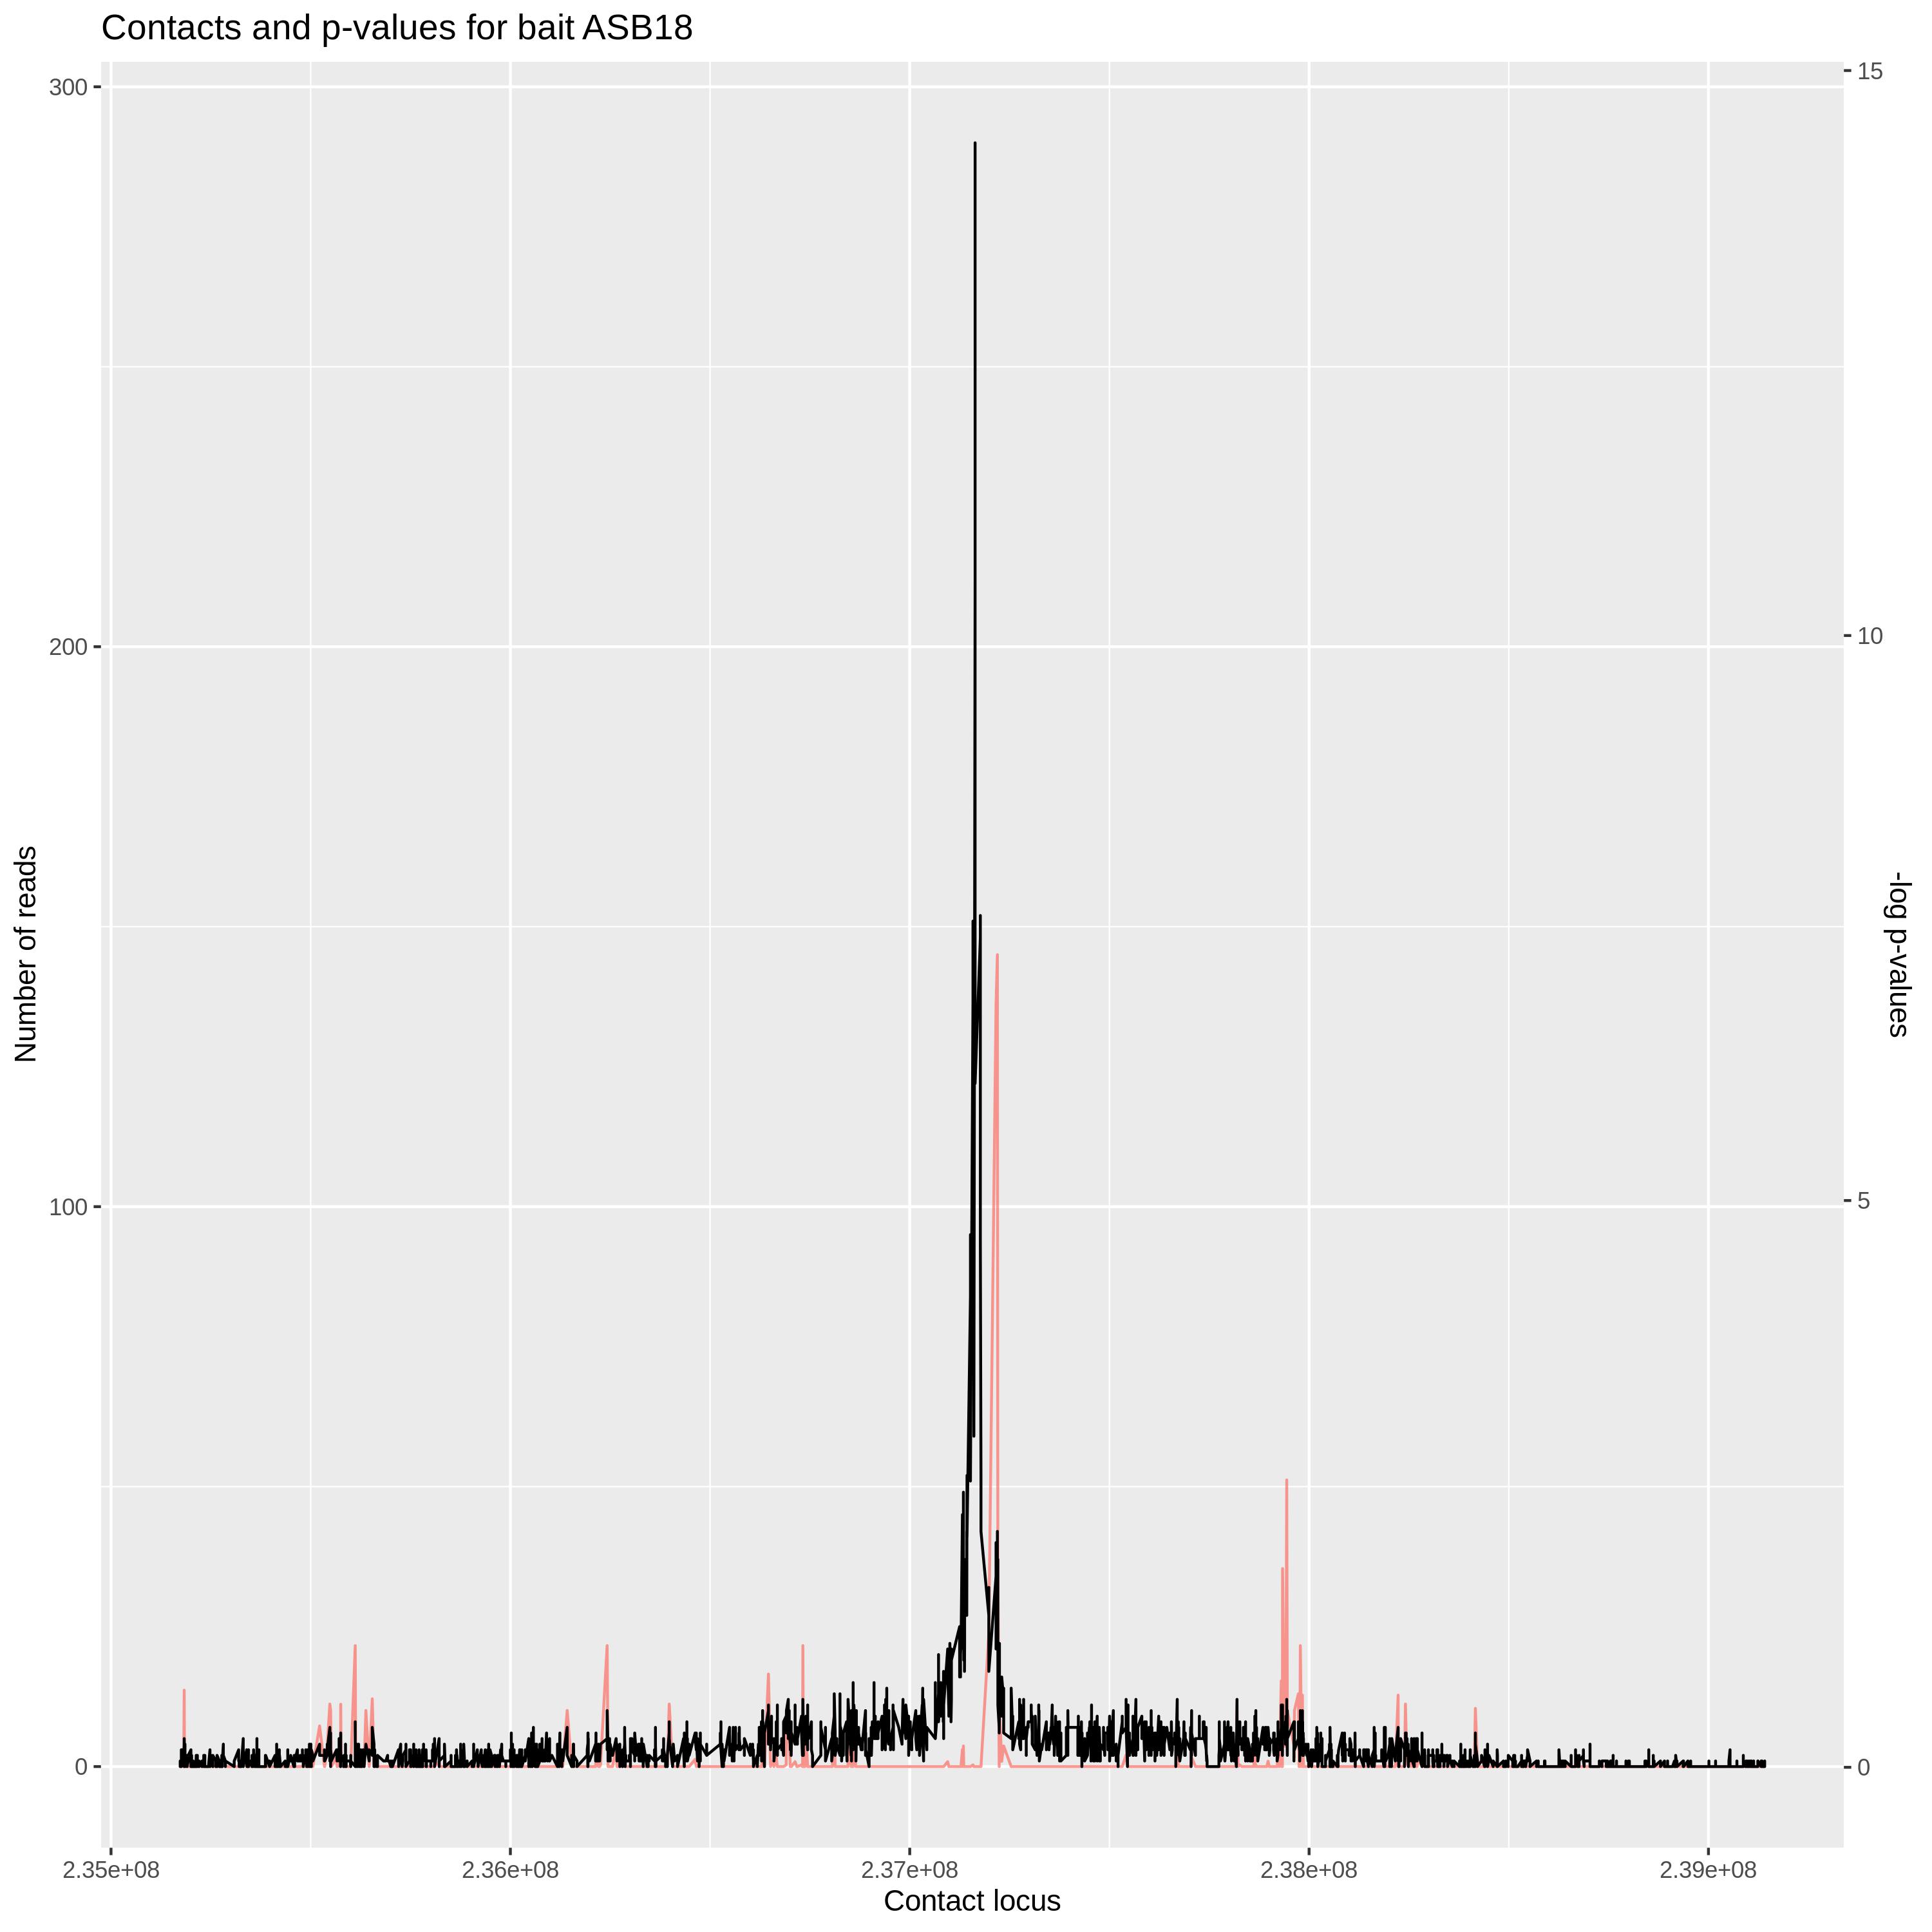 Contacts and p-values for bait ASB18
300
200
100
0
15
10
5
0
Number of reads
-log p-values
2.35e+08 2.36e+08 2.37e+08 2.38e+08 2.39e+08
Contact locus